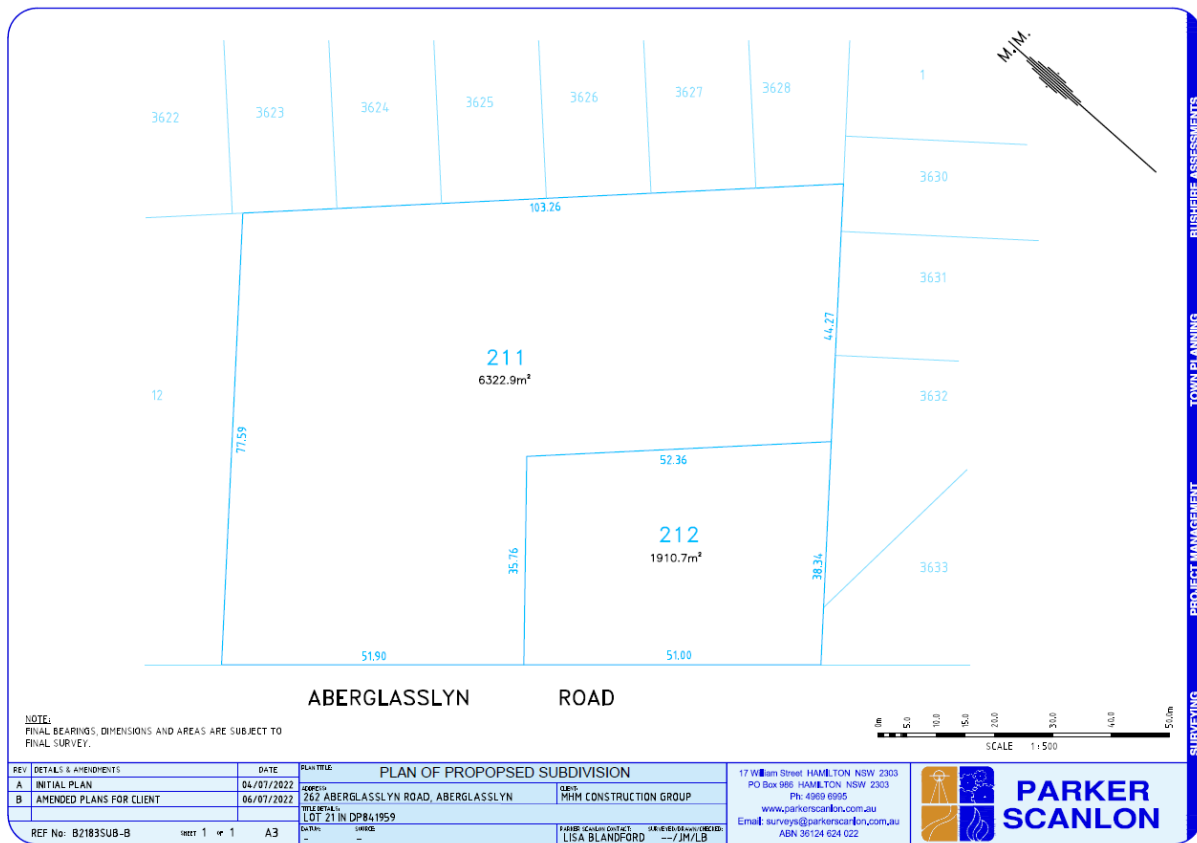 M.M.
3622
3623
3624
3625
3626
3627
3628
1
3630
3631
3632
3633
12
103.26
44.27
77.59
211
6322.9m²
52.36
35.76
212
1910.7m²
38.34
51.90
51.00
ABERGLASSLYN ROAD
NOTE:
FINAL BEARINGS, DIMENSIONS AND AREAS ARE SUBJECT TO
FINAL SURVEY.
0m 5.0 10.0 15.0 20.0 30.0 40.0 50.0m
SCALE 1:500
REV DETAILS & AMENDMENTS DATE
A INITIAL PLAN 04/07/2022
B AMENDED PLANS FOR CLIENT 06/07/2022
REF No: B2183SUB-B SHEET 1 OF 1 A3
PLAN TITLE: PLAN OF PROPOPSED SUBDIVISION
ADDRESS:
262 ABERGLASSLYN ROAD, ABERGLASSLYN
CLIENT:
MHM CONSTRUCTION GROUP
TITLE DETAILS:
LOT 21 IN DP841959
DATUM: SOURCE:
- -
PARKER SCANLON CONTACT: SURVEYED/DRAWN/CHECKED:
LISA BLANDFORD --/JM/LB
17 William Street HAMILTON NSW 2303
PO Box 986 HAMILTON NSW 2303
Ph: 4969 6995
www.parkerscanlon.com.au
Email: surveys@parkerscanlon.com.au
ABN 36124 624 022
PARKER
SCANLON
SURVEYING PROJECT MANAGEMENT TOWN PLANNING BUSHFIRE ASSESSMENTS